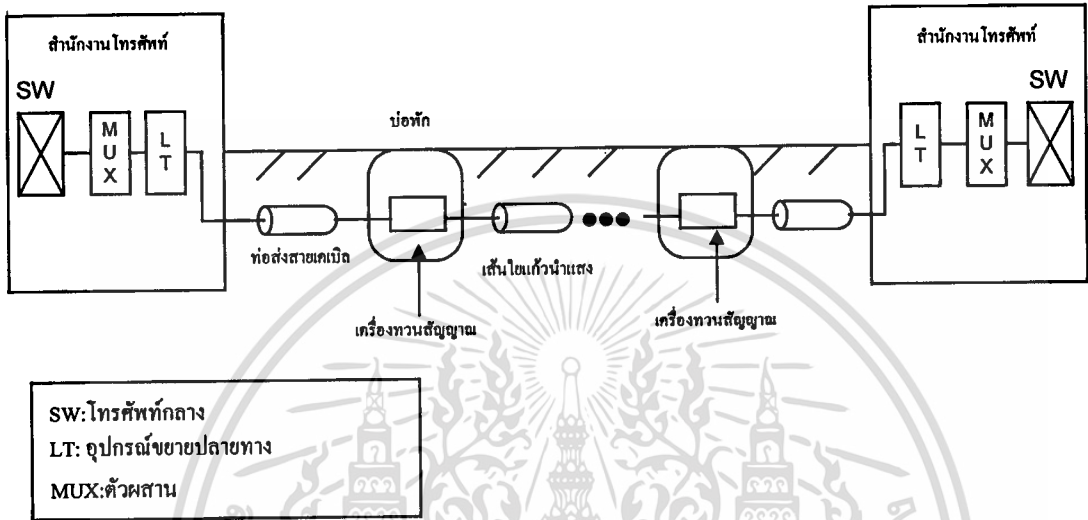 สำนักงานโทรศัพท์
SW
MUX
LT
บ่อพัก
ท่อส่งสายเคเบิล
เครื่องทวนสัญญาณ
เส้นใยแก้วนำแสง
เครื่องทวนสัญญาณ
สำนักงานโทรศัพท์
SW
LT
MUX
SW:โทรศัพท์กลาง
LT: อุปกรณ์ขยายปลายทาง
MUX:ตัวผสาน